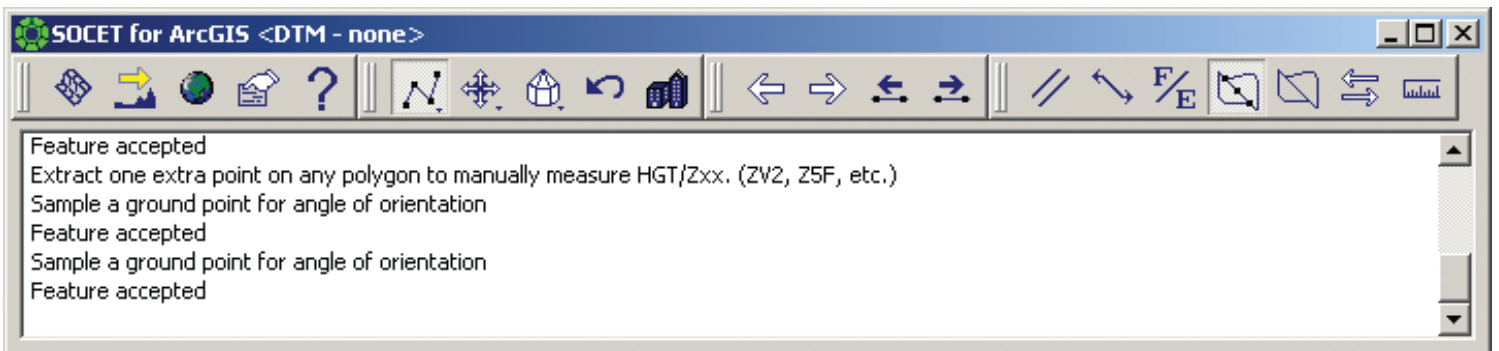 SOCET for ArcGIS <DTM - none>
?
F/E
Feature accepted
Extract one extra point on any polygon to manually measure HGT/Zxx. (ZV2, Z5F, etc.)
Sample a ground point for angle of orientation
Feature accepted
Sample a ground point for angle of orientation
Feature accepted